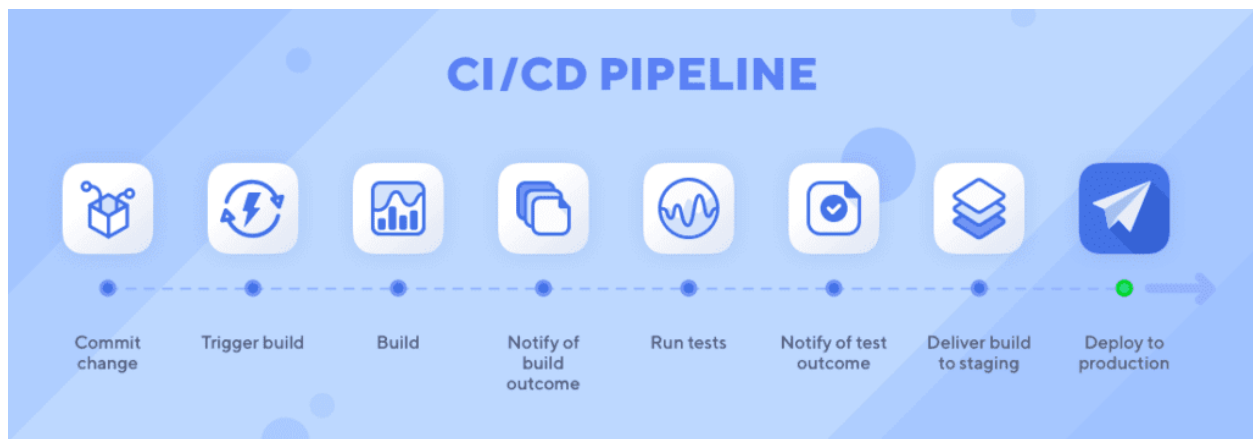 CI/CD PIPELINE
Commit
change
Trigger build
Build
Notify of
build
outcome
Run tests
Notify of test
outcome
Deliver build
to staging
Deploy to
production